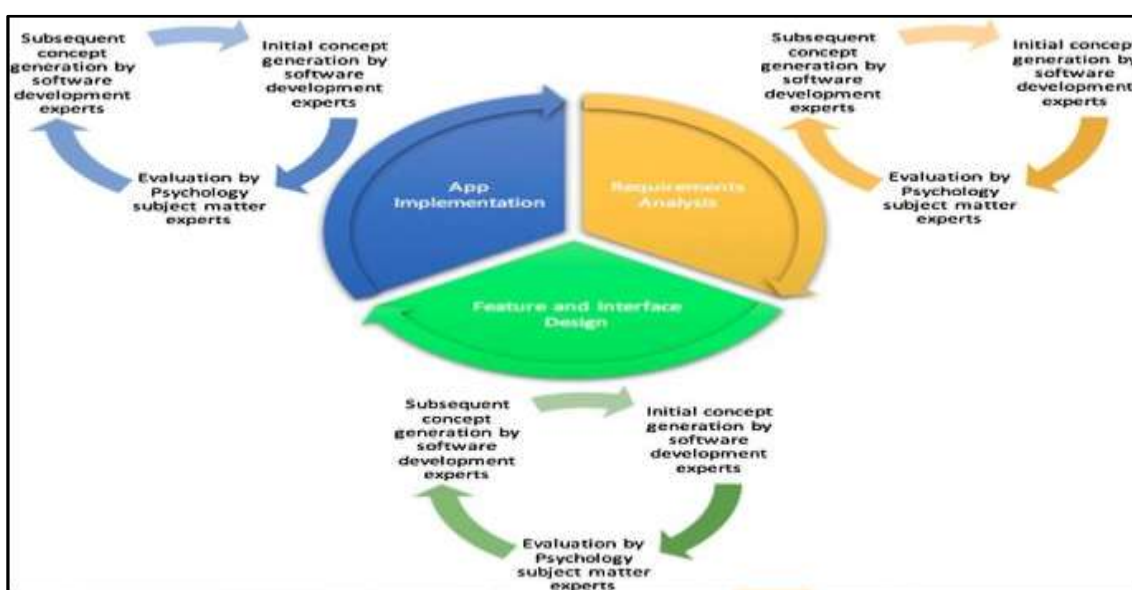 Subsequent
concept
generation by
software
development
experts
Initial concept
generation by
software
development
experts
Evaluation by
Psychology
subject matter
experts
Subsequent
concept
generation by
software
development
experts
Initial concept
generation by
software
development
experts
Evaluation by
Psychology
subject matter
experts
App
Implementation
Requirements
Analysis
Feature and Interface
Design
Subsequent
concept
generation by
software
development
experts
Initial concept
generation by
software
development
experts
Evaluation by
Psychology
subject matter
experts